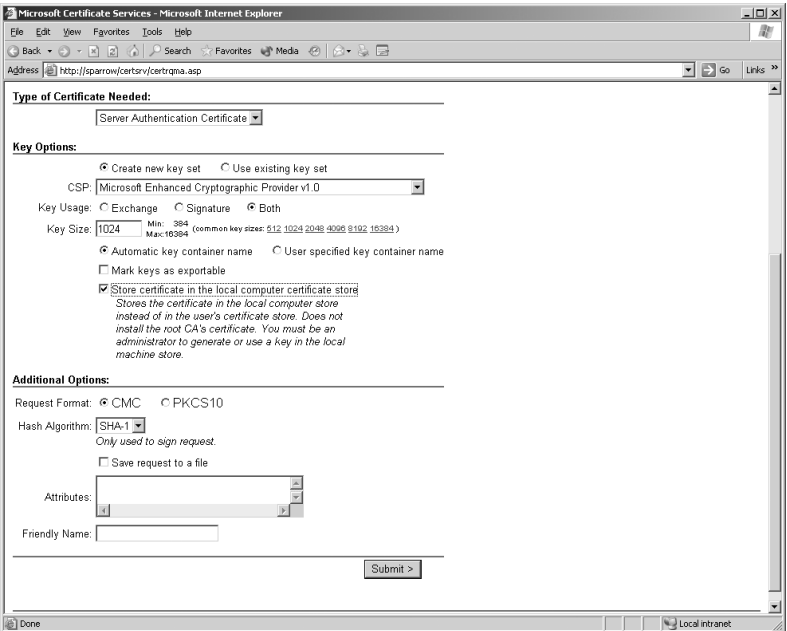 Microsoft Certificate Services - Microsoft Internet Explorer
File Edit View Favorites Tools Help
Back Search Favorites Media
Address http://sparrow/certsrv/certrqma.asp Go Links »
Type of Certificate Needed:
Server Authentication Certificate
Key Options:
Create new key set Use existing key set
CSP: Microsoft Enhanced Cryptographic Provider v1.0
Key Usage: Exchange Signature Both
Key Size: 1024 Min: 384 (common key sizes: 512 1024 2048 4096 8192 16384 )
Max:16384
Automatic key container name User specified key container name
Mark keys as exportable
Store certificate in the local computer certificate store
Stores the certificate in the local computer store
instead of in the user's certificate store. Does not
install the root CA's certificate. You must be an
administrator to generate or use a key in the local
machine store.
Additional Options:
Request Format: CMC PKCS10
Hash Algorithm: SHA-1
Only used to sign request.
Save request to a file
Attributes:
Friendly Name:
Submit >
Done Local intranet